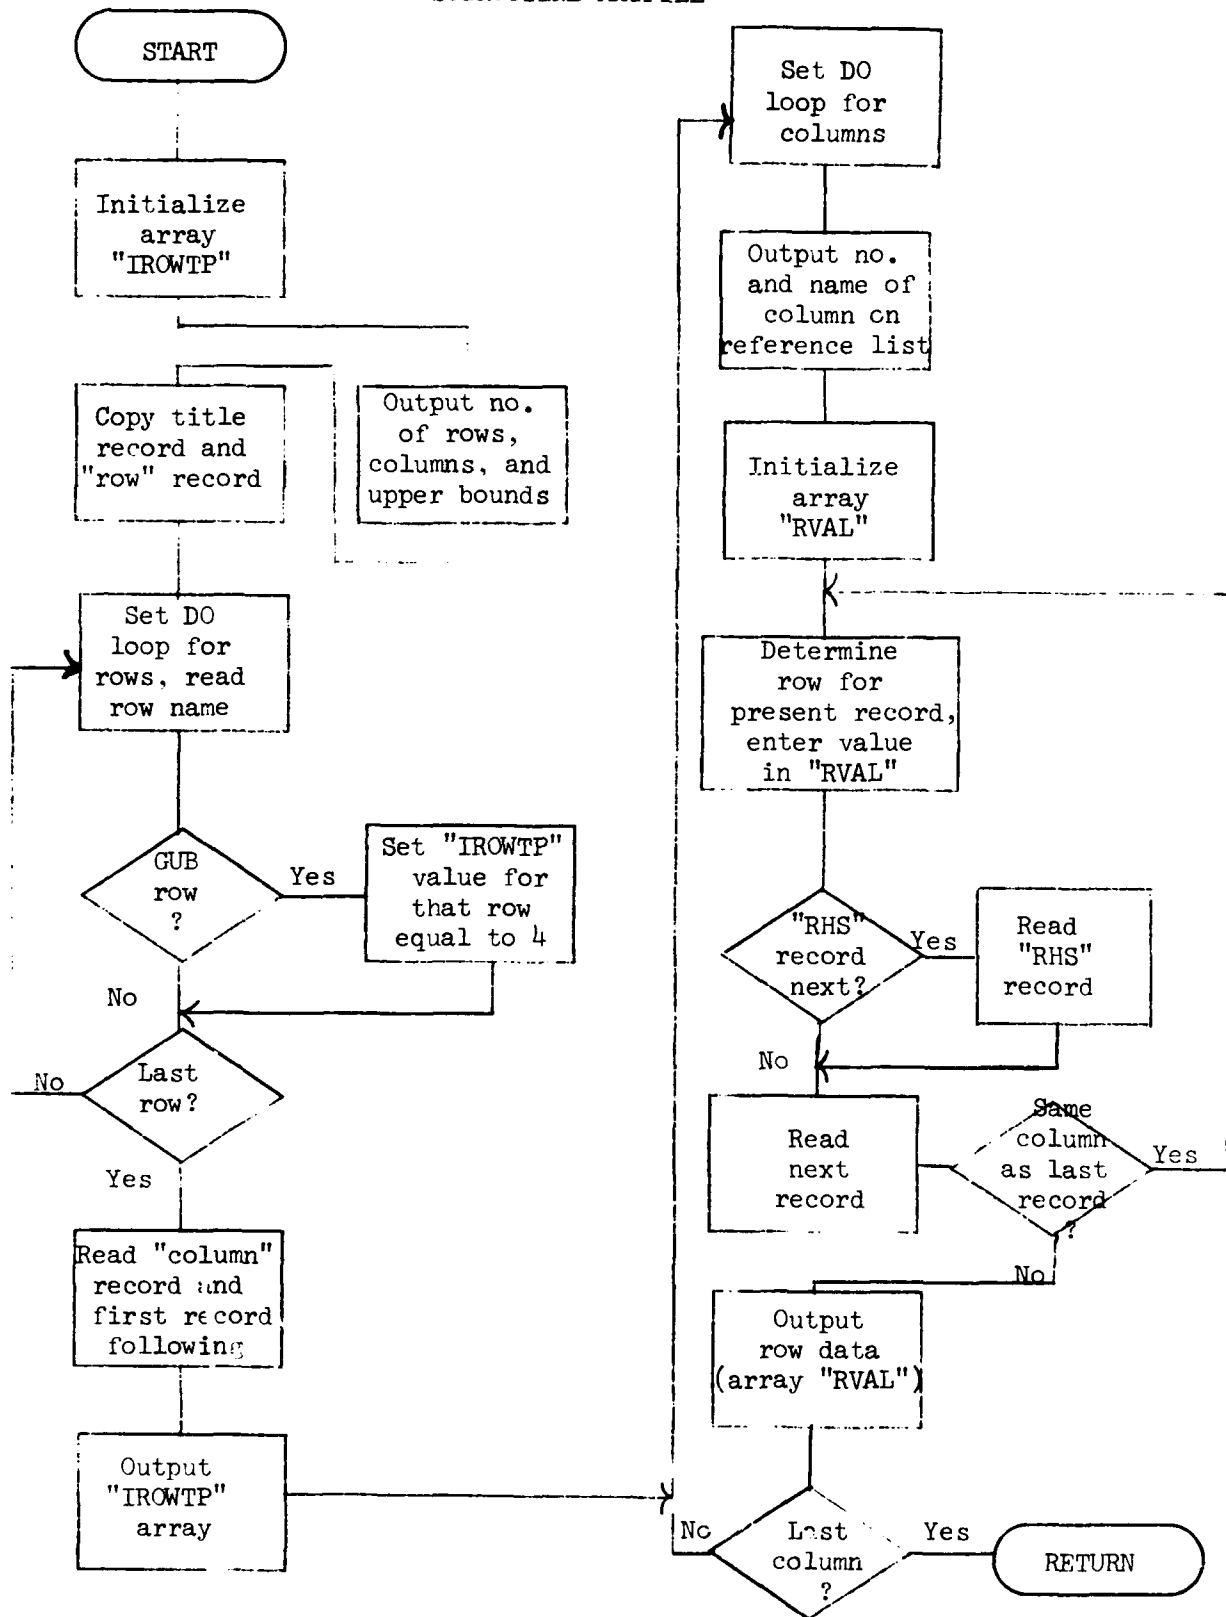 START
Initialize
array
"IROWTP"
Copy title
record and
"row" record
Output no.
of rows,
columns, and
upper bounds
Set DO
loop for
rows, read
row name
GUB
row
?
Yes
Set "IROWTP"
value for
that row
equal to 4
No
Last
row?
No
Yes
Read "column"
record and
first record
following
Output
"IROWTP"
array
Set DO
loop for
columns
Output no.
and name of
column on
reference list
Initialize
array
"RVAL"
Determine
row for
present record,
enter value
in "RVAL"
"RHS"
record
next?
Yes
Read
"RHS"
record
No
Read
next
record
Same
column
as last
record
?
Yes
No
Output
row data
(array "RVAL")
Last
column
?
No
Yes
RETURN